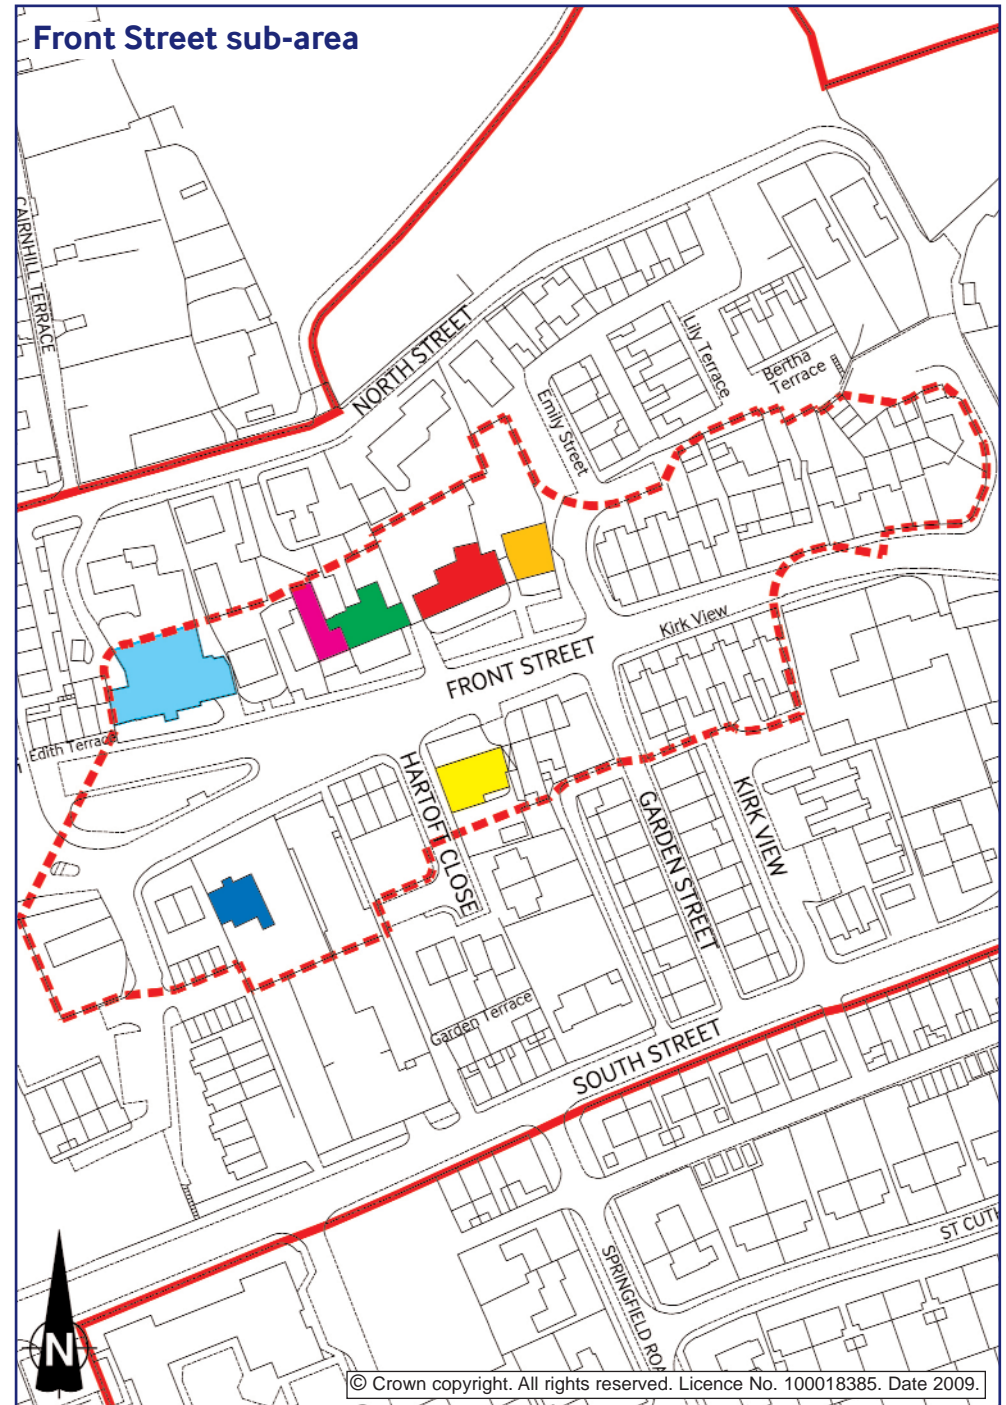 Front Street sub-area
CAIRNHILL TERRACE
NORTH STREET
Lily Terrace
Bertha
Terrace
Emily Street
Kirk View
FRONT STREET
Edith Terrace
HARTOFT CLOSE
GARDEN STREET
KIRK VIEW
Garden Terrace
SOUTH STREET
ST CUTH
SPRINGFIELD ROA
N
© Crown copyright. All rights reserved. Licence No. 100018385. Date 2009.